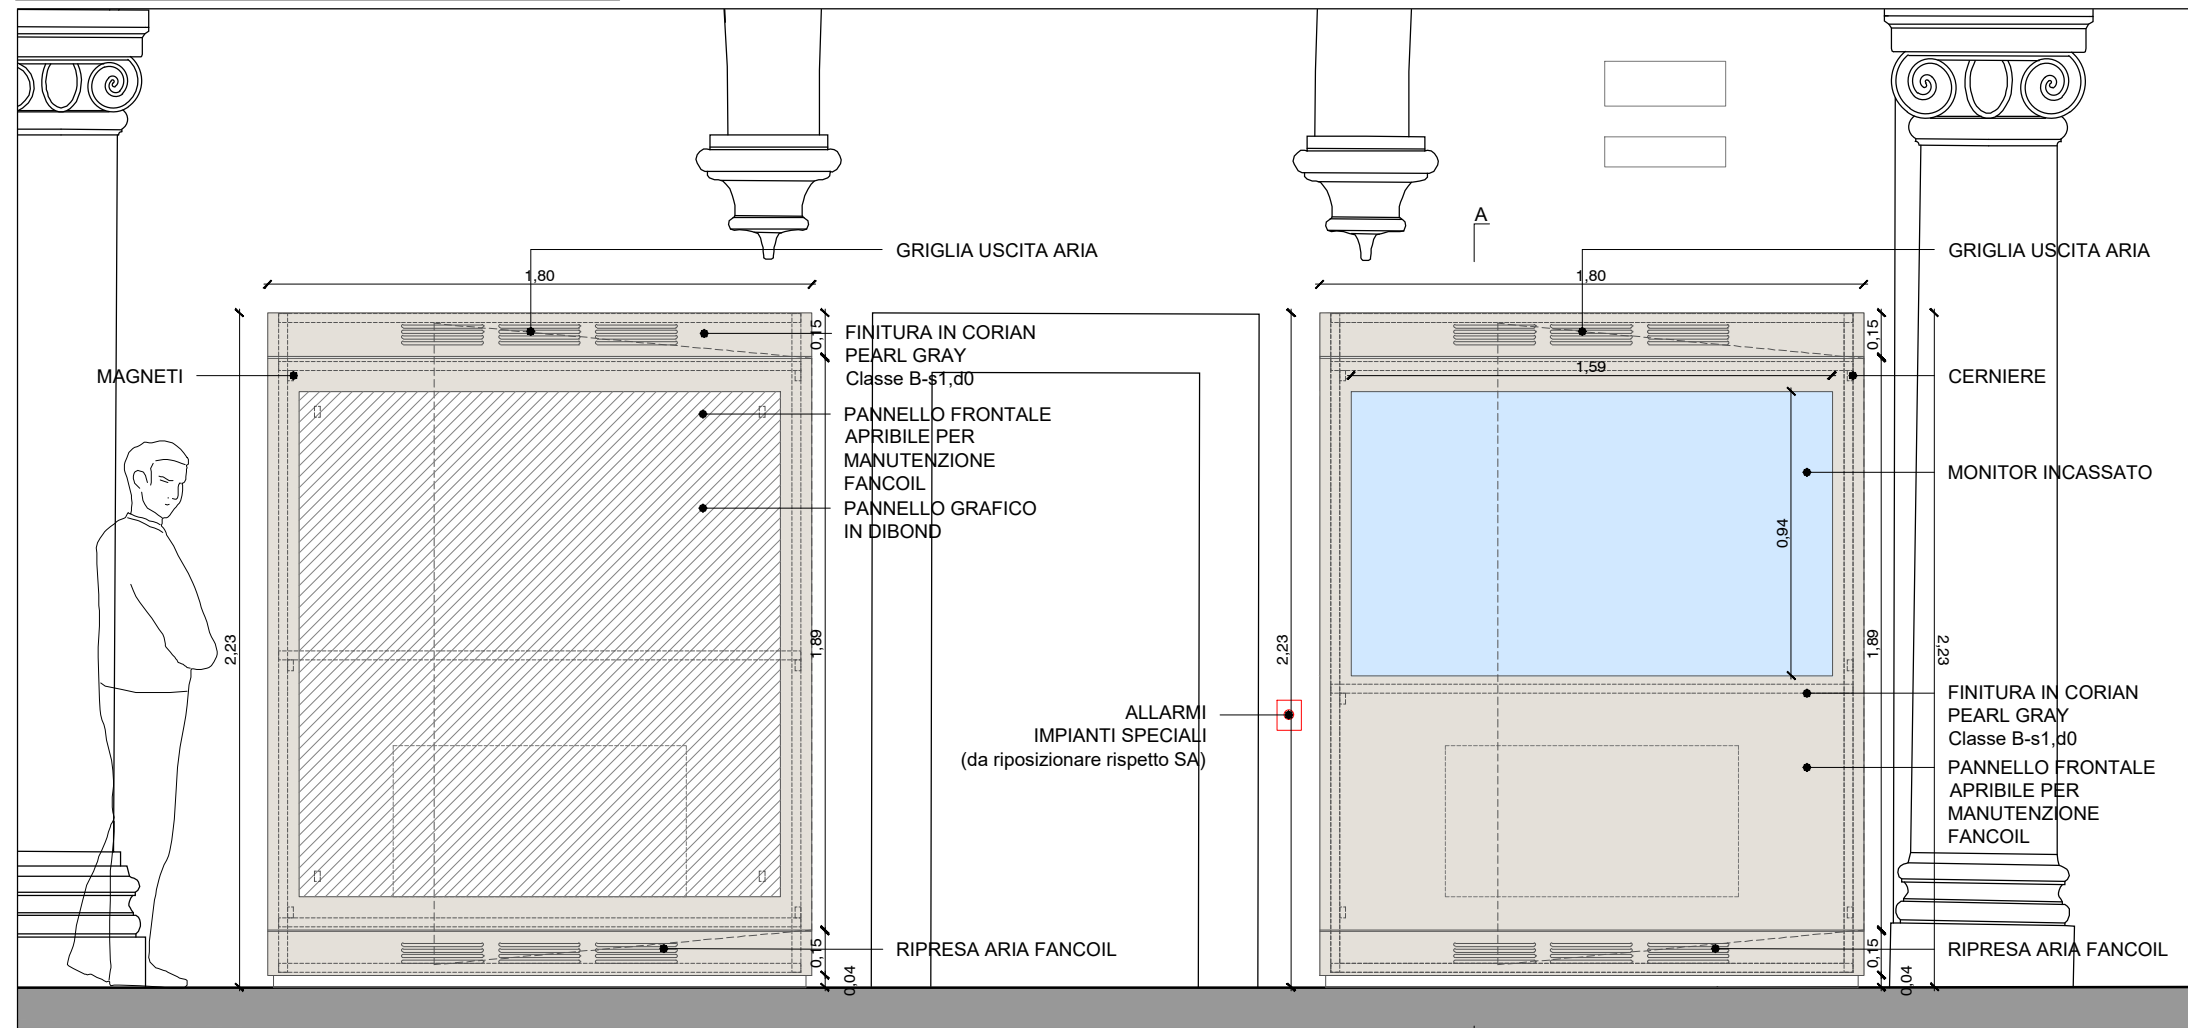 A
GRIGLIA USCITA ARIA
GRIGLIA USCITA ARIA
1,80
1,80
0,15
FINITURA IN CORIAN
PEARL GRAY
Classe B-s1,d0
0,15
1,59
MAGNETI
CERNIERE
PANNELLO FRONTALE
APRIBILE PER
MANUTENZIONE
FANCOIL
MONITOR INCASSATO
PANNELLO GRAFICO
IN DIBOND
0,94
2,23
1,89
2,23
1,89
2,23
ALLARMI
IMPIANTI SPECIALI
(da riposizionare rispetto SA)
FINITURA IN CORIAN
PEARL GRAY
Classe B-s1,d0
PANNELLO FRONTALE
APRIBILE PER
MANUTENZIONE
FANCOIL
0,15
RIPRESA ARIA FANCOIL
0,15
RIPRESA ARIA FANCOIL
0,04
0,04